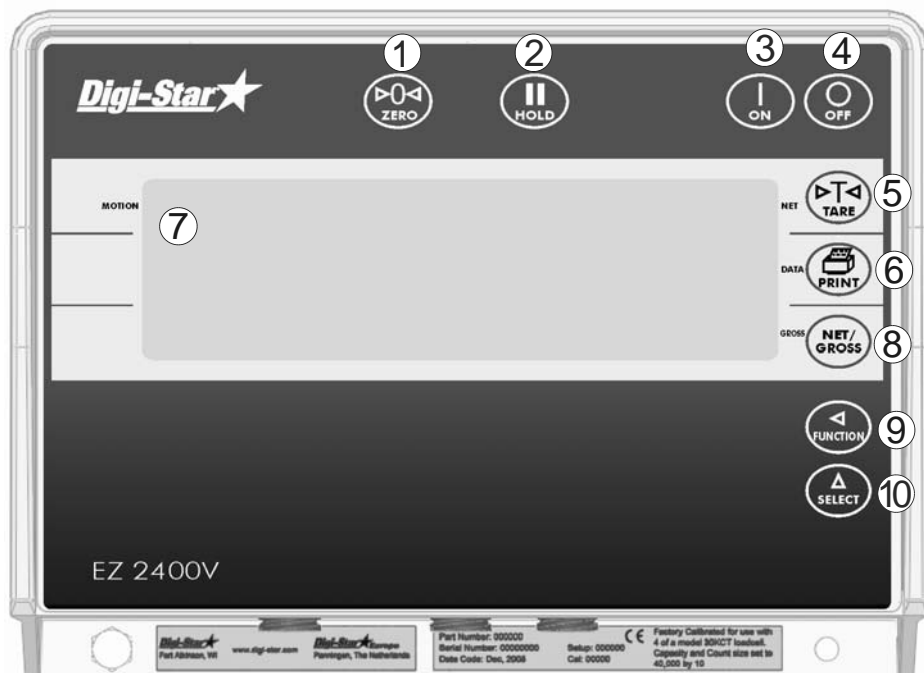 1
2
3
4
Digi-Star
ZERO
HOLD
ON
OFF
MOTION
7
NET
TARE
5
DATA
PRINT
6
GROSS
NET/
GROSS
8
FUNCTION
9
SELECT
10
EZ 2400V
Digi-Star
Fort Atkinson, WI
www.digi-star.com
Digi-Star Europe
Panningen, The Netherlands
Part Number: 000000
Serial Number: 00000000
Date Code: Dec, 2008
Setup: 000000
Cal: 00000
CE
Factory Calibrated for use with
4 of a model 30KCT loadcell.
Capacity and Count size set to
40,000 by 10